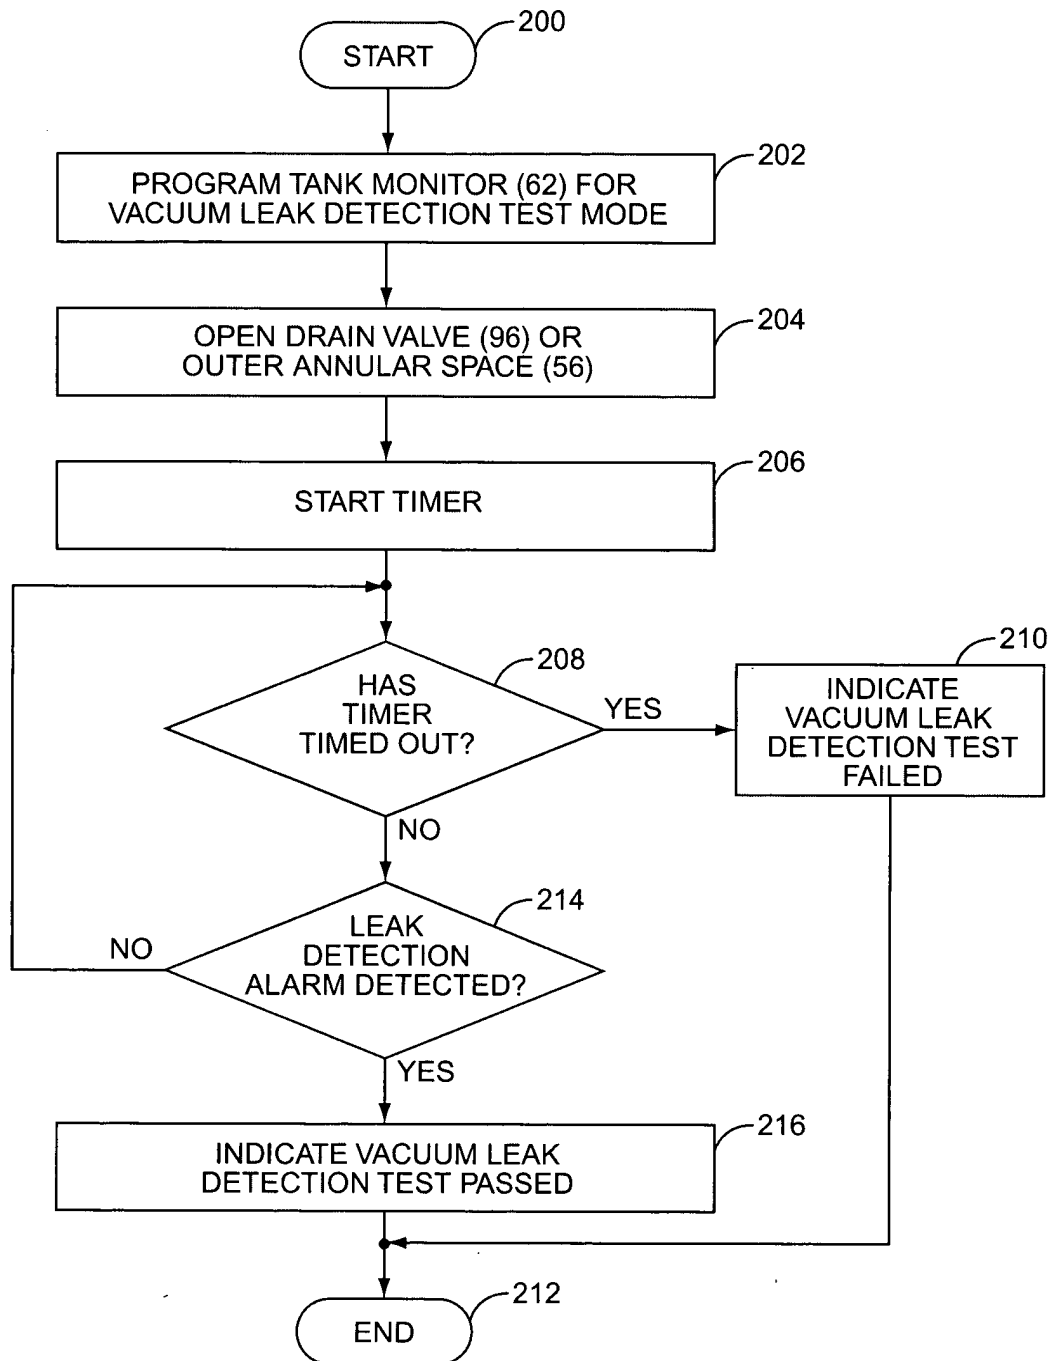 200
START
202
PROGRAM TANK MONITOR (62) FOR
VACUUM LEAK DETECTION TEST MODE
204
OPEN DRAIN VALVE (96) OR
OUTER ANNULAR SPACE (56)
206
START TIMER
208
HAS
TIMER
TIMED OUT?
YES
210
INDICATE
VACUUM LEAK
DETECTION TEST
FAILED
NO
214
LEAK
DETECTION
ALARM DETECTED?
NO
YES
216
INDICATE VACUUM LEAK
DETECTION TEST PASSED
212
END